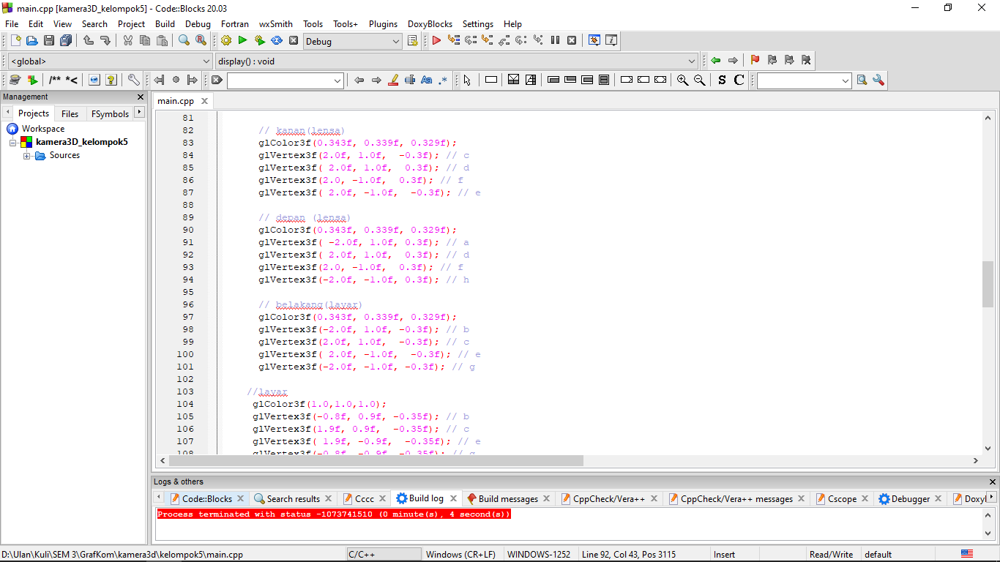 main.cpp [kamera3D_kelompok5] - Code::Blocks 20.03
File Edit View Search Project Build Debug Fortran wxSmith Tools Tools+ Plugins DoxyBlocks Settings Help
Debug
<global> display() : void
/** *< Aa .* S C
Management
Projects Files FSymbols
Workspace
kamera3D_kelompok5
Sources
main.cpp
81
82 // kanan(lensa)
83 glColor3f(0.343f, 0.339f, 0.329f);
84 glVertex3f(2.0f, 1.0f,  -0.3f); // c
85 glVertex3f( 2.0f, 1.0f,   0.3f); // d
86 glVertex3f(2.0, -1.0f,  0.3f); // f
87 glVertex3f( 2.0f, -1.0f,  -0.3f); // e
88
89 // depan (lensa)
90 glColor3f(0.343f, 0.339f, 0.329f);
91 glVertex3f( -2.0f, 1.0f, 0.3f); // a
92 glVertex3f( 2.0f, 1.0f,   0.3f); // d
93 glVertex3f(2.0, -1.0f,  0.3f); // f
94 glVertex3f(-2.0f, -1.0f, 0.3f); // h
95
96 // belakang(layar)
97 glColor3f(0.343f, 0.339f, 0.329f);
98 glVertex3f(-2.0f, 1.0f, -0.3f); // b
99 glVertex3f(2.0f, 1.0f,  -0.3f); // c
100 glVertex3f( 2.0f, -1.0f,  -0.3f); // e
101 glVertex3f(-2.0f, -1.0f, -0.3f); // g
102
103 //layar
104 glColor3f(1.0,1.0,1.0);
105 glVertex3f(-0.8f, 0.9f, -0.35f); // b
106 glVertex3f(1.9f, 0.9f,  -0.35f); // c
107 glVertex3f( 1.9f, -0.9f,  -0.35f); // e
108 glVertex3f(-0.8f, -0.9f, -0.35f); // g
Logs & others
Code::Blocks Search results Cccc Build log Build messages CppCheck/Vera++ CppCheck/Vera++ messages Cscope Debugger Doxy
Process terminated with status -1073741510 (0 minute(s), 4 second(s))
D:\Ulan\Kuli\SEM 3\GrafKom\kamera3d\kelompok5\main.cpp C/C++ Windows (CR+LF) WINDOWS-1252 Line 92, Col 43, Pos 3115 Insert Read/Write default